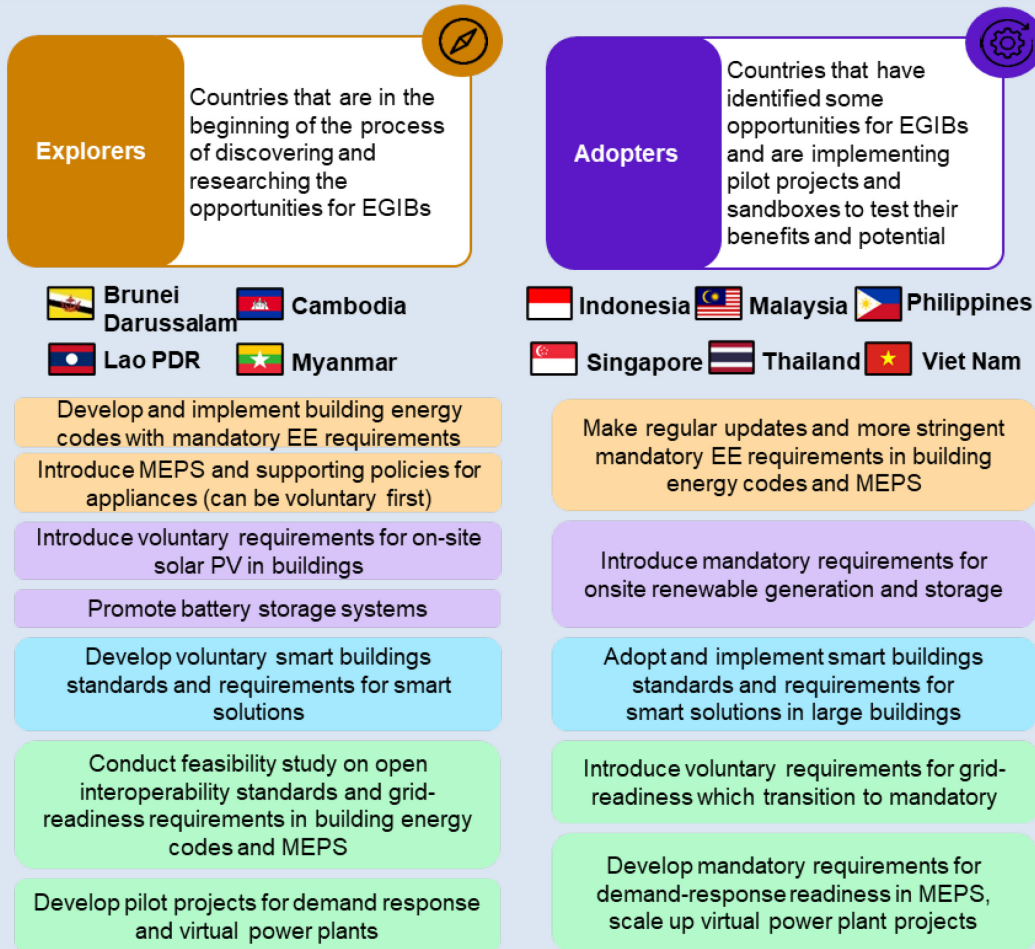 Explorers
Countries that are in the
beginning of the process
of discovering and
researching the
opportunities for EGIBs
Brunei
Darussalam
Cambodia
Lao PDR
Myanmar
Develop and implement building energy
codes with mandatory EE requirements
Introduce MEPS and supporting policies for
appliances (can be voluntary first)
Introduce voluntary requirements for on-site
solar PV in buildings
Promote battery storage systems
Develop voluntary smart buildings
standards and requirements for smart
solutions
Conduct feasibility study on open
interoperability standards and grid-
readiness requirements in building energy
codes and MEPS
Develop pilot projects for demand response
and virtual power plants
Adopters
Countries that have
identified some
opportunities for EGIBs
and are implementing
pilot projects and
sandboxes to test their
benefits and potential
Indonesia
Malaysia
Philippines
Singapore
Thailand
Viet Nam
Make regular updates and more stringent
mandatory EE requirements in building
energy codes and MEPS
Introduce mandatory requirements for
onsite renewable generation and storage
Adopt and implement smart buildings
standards and requirements for
smart solutions in large buildings
Introduce voluntary requirements for grid-
readiness which transition to mandatory
Develop mandatory requirements for
demand-response readiness in MEPS,
scale up virtual power plant projects